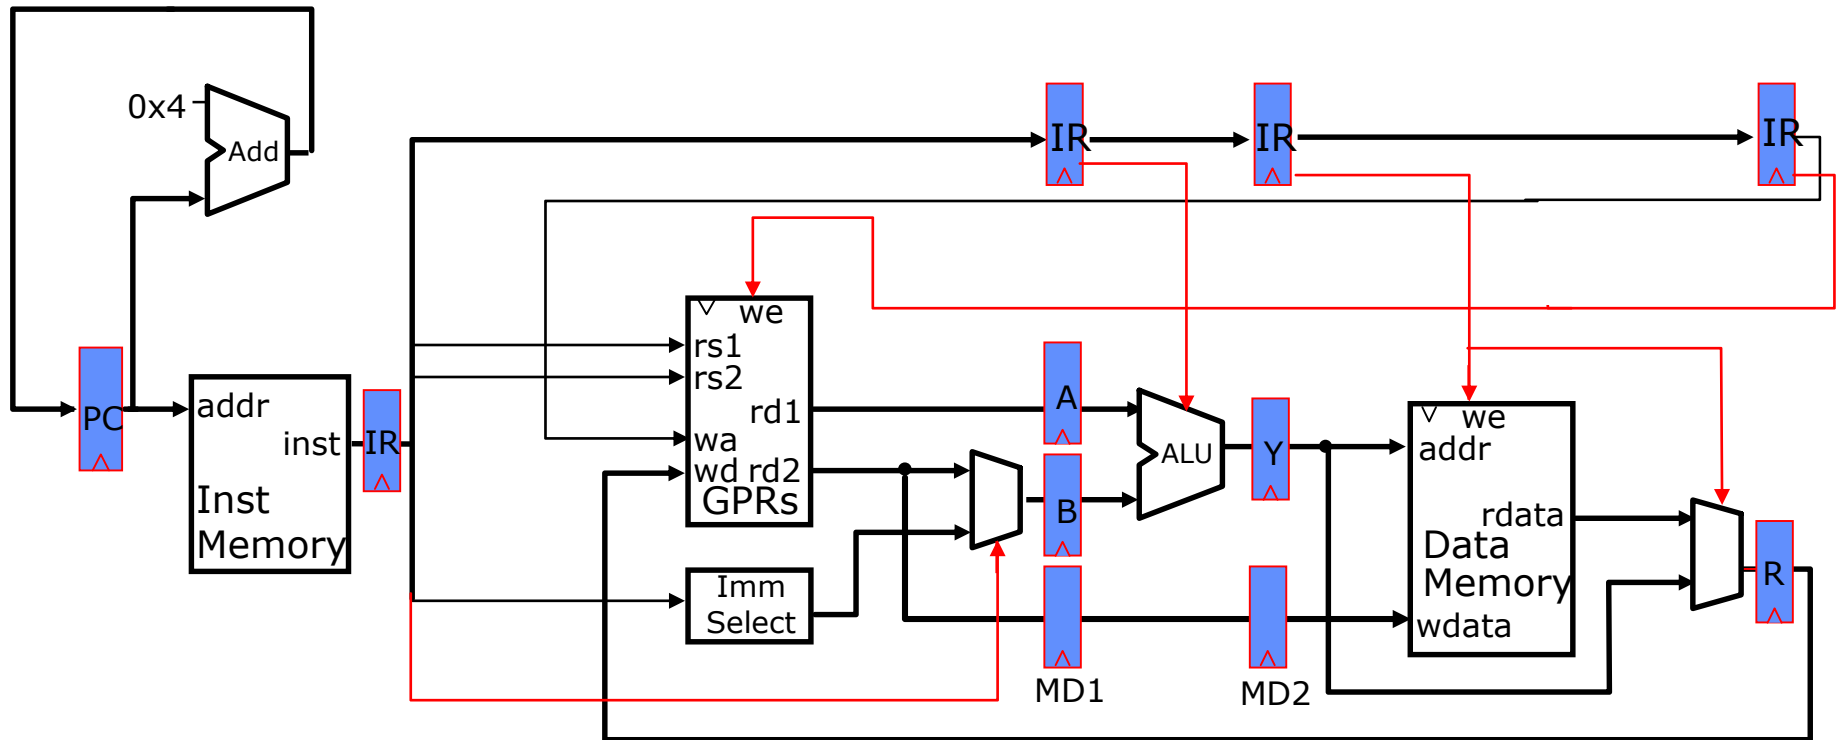 0x4
Add
IR
IR
IR
we
rs1
rs2
rd1
wa
wd rd2
GPRs
PC
addr
inst
Inst
Memory
IR
A
B
ALU
Y
we
addr
rdata
Data
Memory
wdata
R
Imm
Select
MD1
MD2